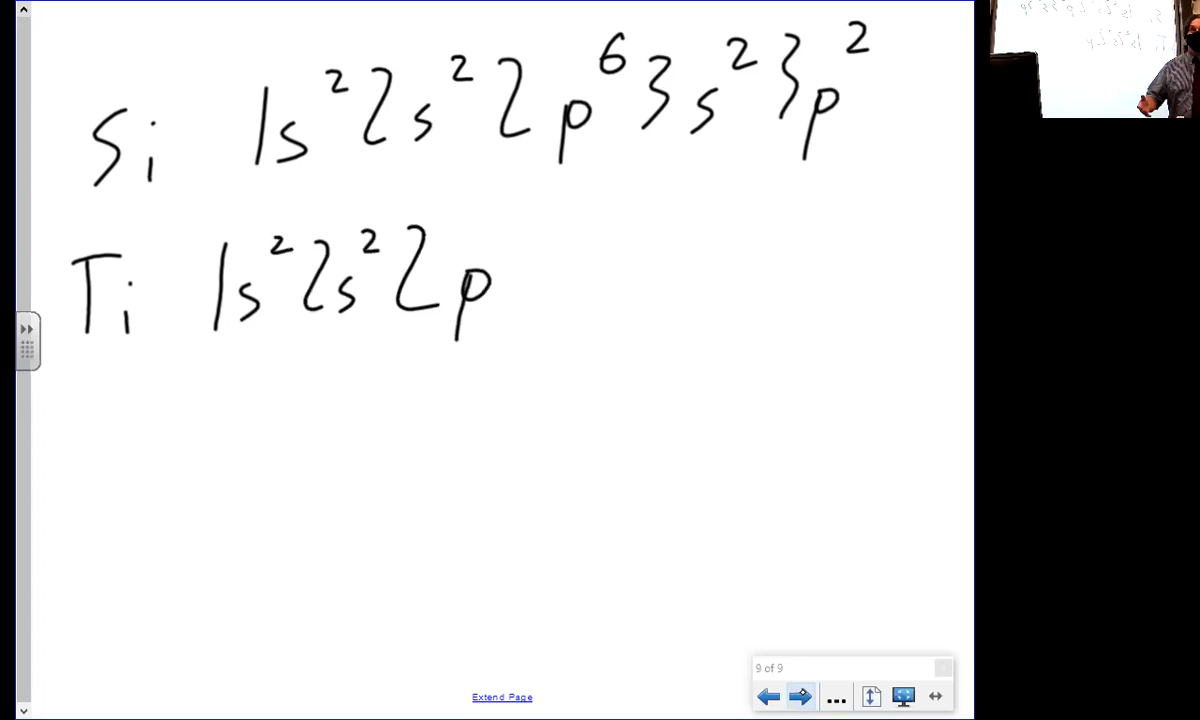 Si 1s²2s²2p⁶3s²3p²
Ti 1s²2s²2p
9 of 9
Extend Page